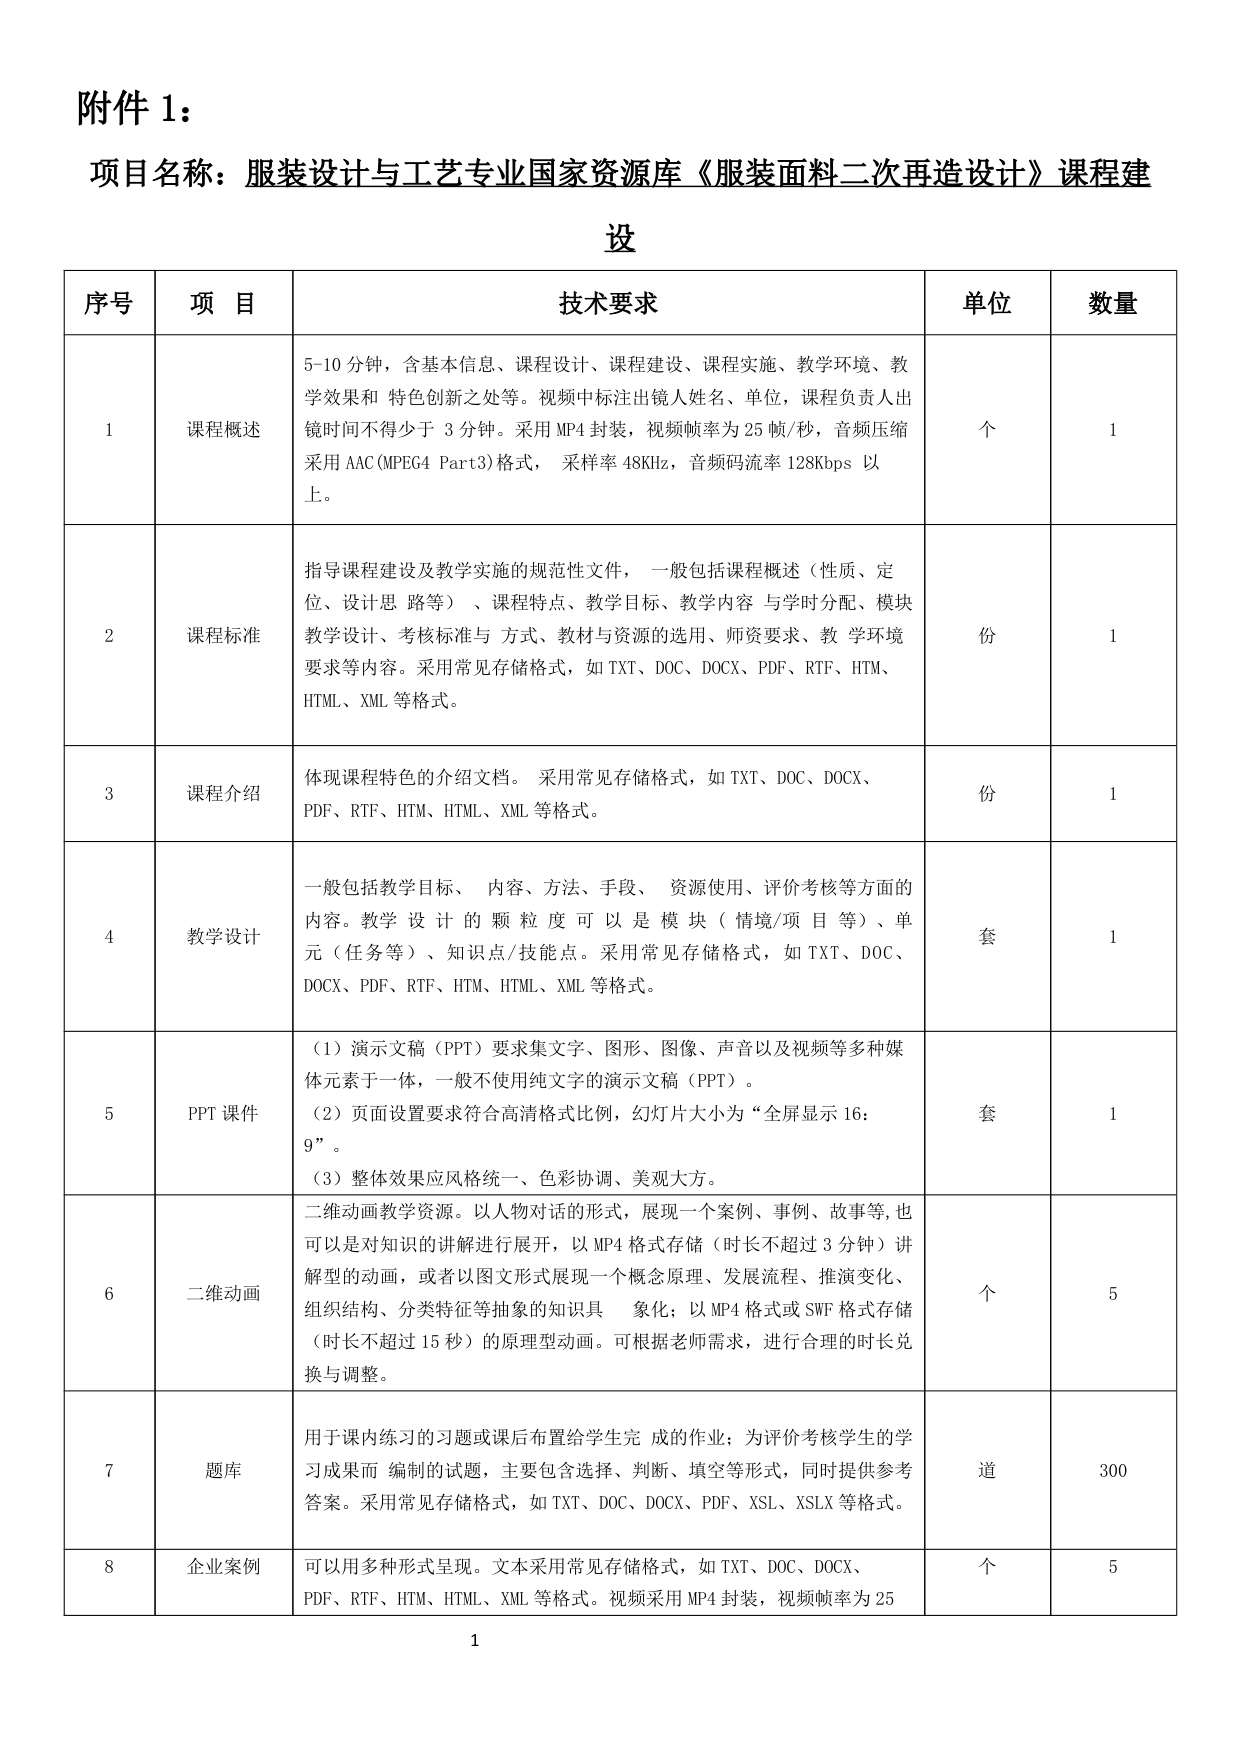 附件 1：
项目名称：服装设计与工艺专业国家资源库《服装面料二次再造设计》课程建
设
序号 项 目 技术要求 单位 数量
1 课程概述 个 1
5-10 分钟，含基本信息、课程设计、课程建设、课程实施、教学环境、教
学效果和 特色创新之处等。视频中标注出镜人姓名、单位，课程负责人出
镜时间不得少于 3 分钟。采用 MP4 封装，视频帧率为 25 帧/秒，音频压缩
采用 AAC(MPEG4 Part3)格式， 采样率 48KHz，音频码流率 128Kbps 以
上。
2 课程标准 份 1
指导课程建设及教学实施的规范性文件， 一般包括课程概述（性质、定
位、设计思 路等） 、课程特点、教学目标、教学内容 与学时分配、模块
教学设计、考核标准与 方式、教材与资源的选用、师资要求、教 学环境
要求等内容。采用常见存储格式，如 TXT、DOC、DOCX、PDF、RTF、HTM、
HTML、XML 等格式。
3 课程介绍 份 1
体现课程特色的介绍文档。 采用常见存储格式，如 TXT、DOC、DOCX、
PDF、RTF、HTM、HTML、XML 等格式。
4 教学设计 套 1
一般包括教学目标、 内容、方法、手段、 资源使用、评价考核等方面的
内容。教学 设 计 的 颗 粒 度 可 以 是 模 块（ 情境/项 目 等）、单
元（任务等）、知识点/技能点。采用常见存储格式，如 TXT、DOC、
DOCX、PDF、RTF、HTM、HTML、XML 等格式。
5 PPT 课件 套 1
（1）演示文稿（PPT）要求集文字、图形、图像、声音以及视频等多种媒
体元素于一体，一般不使用纯文字的演示文稿（PPT）。
（2）页面设置要求符合高清格式比例，幻灯片大小为“全屏显示 16：
9”。
（3）整体效果应风格统一、色彩协调、美观大方。
6 二维动画 个 5
二维动画教学资源。以人物对话的形式，展现一个案例、事例、故事等,也
可以是对知识的讲解进行展开，以 MP4 格式存储（时长不超过 3 分钟）讲
解型的动画，或者以图文形式展现一个概念原理、发展流程、推演变化、
组织结构、分类特征等抽象的知识具 象化；以 MP4 格式或 SWF 格式存储
（时长不超过 15 秒）的原理型动画。可根据老师需求，进行合理的时长兑
换与调整。
7 题库 道 300
用于课内练习的习题或课后布置给学生完 成的作业；为评价考核学生的学
习成果而 编制的试题，主要包含选择、判断、填空等形式，同时提供参考
答案。采用常见存储格式，如 TXT、DOC、DOCX、PDF、XSL、XSLX 等格式。
8 企业案例 个 5
可以用多种形式呈现。文本采用常见存储格式，如 TXT、DOC、DOCX、
PDF、RTF、HTM、HTML、XML 等格式。视频采用 MP4 封装，视频帧率为 25
1